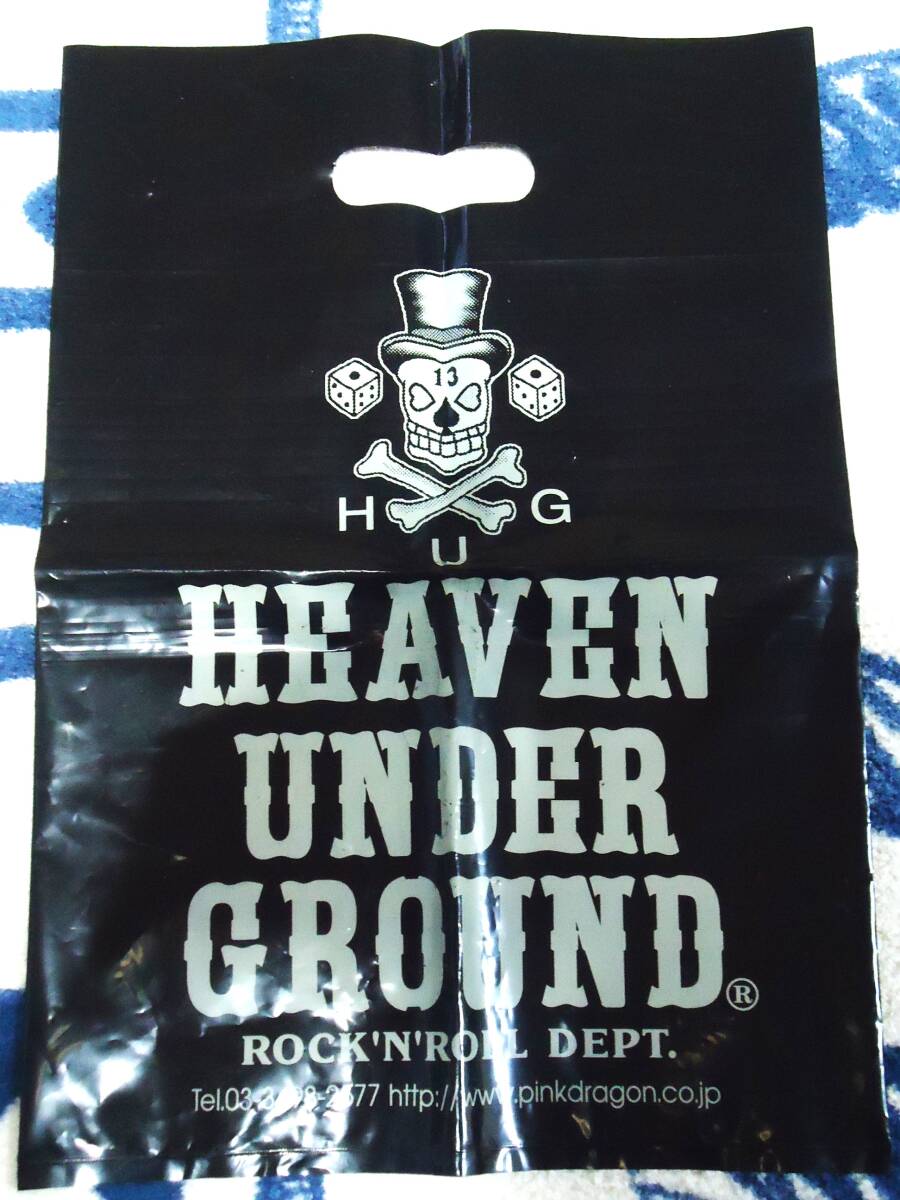 13
H G
U
HEAVEN
UNDER
GROUND®
ROCK'N'ROLL DEPT.
http://www.pinkdragon.co.jp